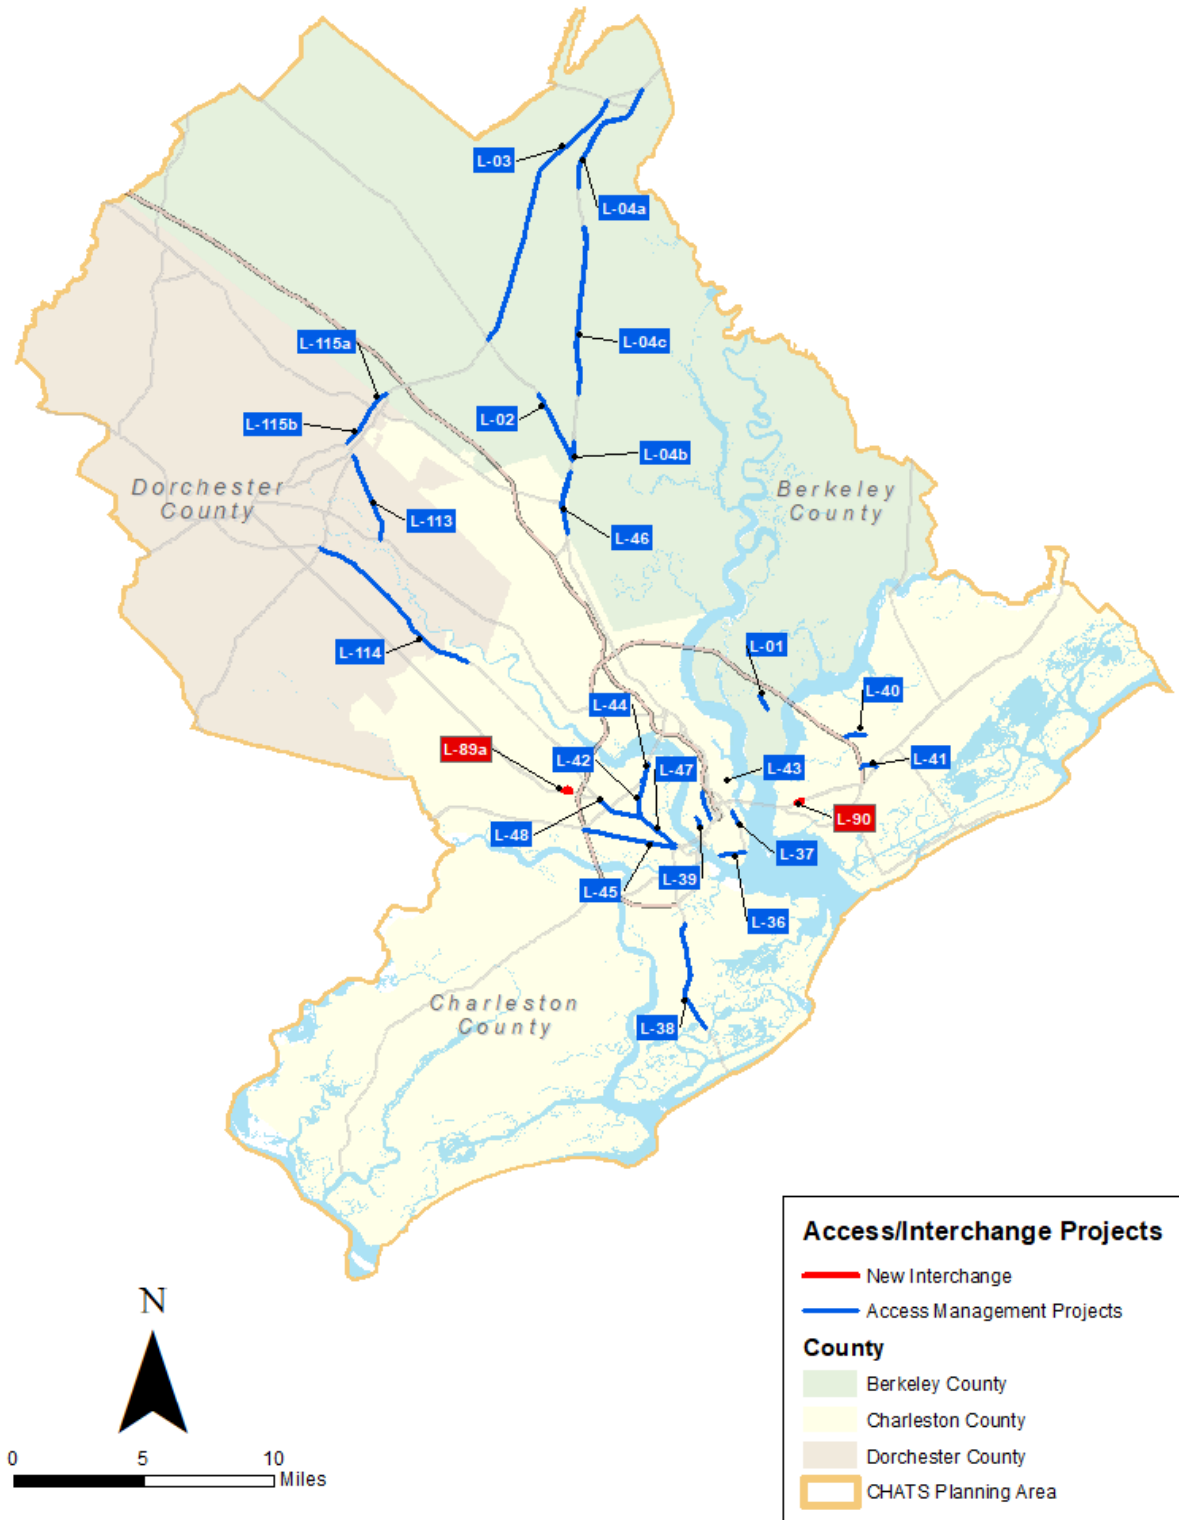 L-03
L-04a
L-04c
L-115a
L-02
L-115b
L-04b
Dorchester
County
Berkeley
County
L-113
L-46
L-114
L-01
L-40
L-44
L-89a
L-42
L-47
L-43
L-41
L-90
L-48
L-37
L-39
L-45
L-36
Charleston
County
L-38
Access/Interchange Projects
New Interchange
Access Management Projects
County
Berkeley County
Charleston County
Dorchester County
CHATS Planning Area
N
0 5 10
Miles